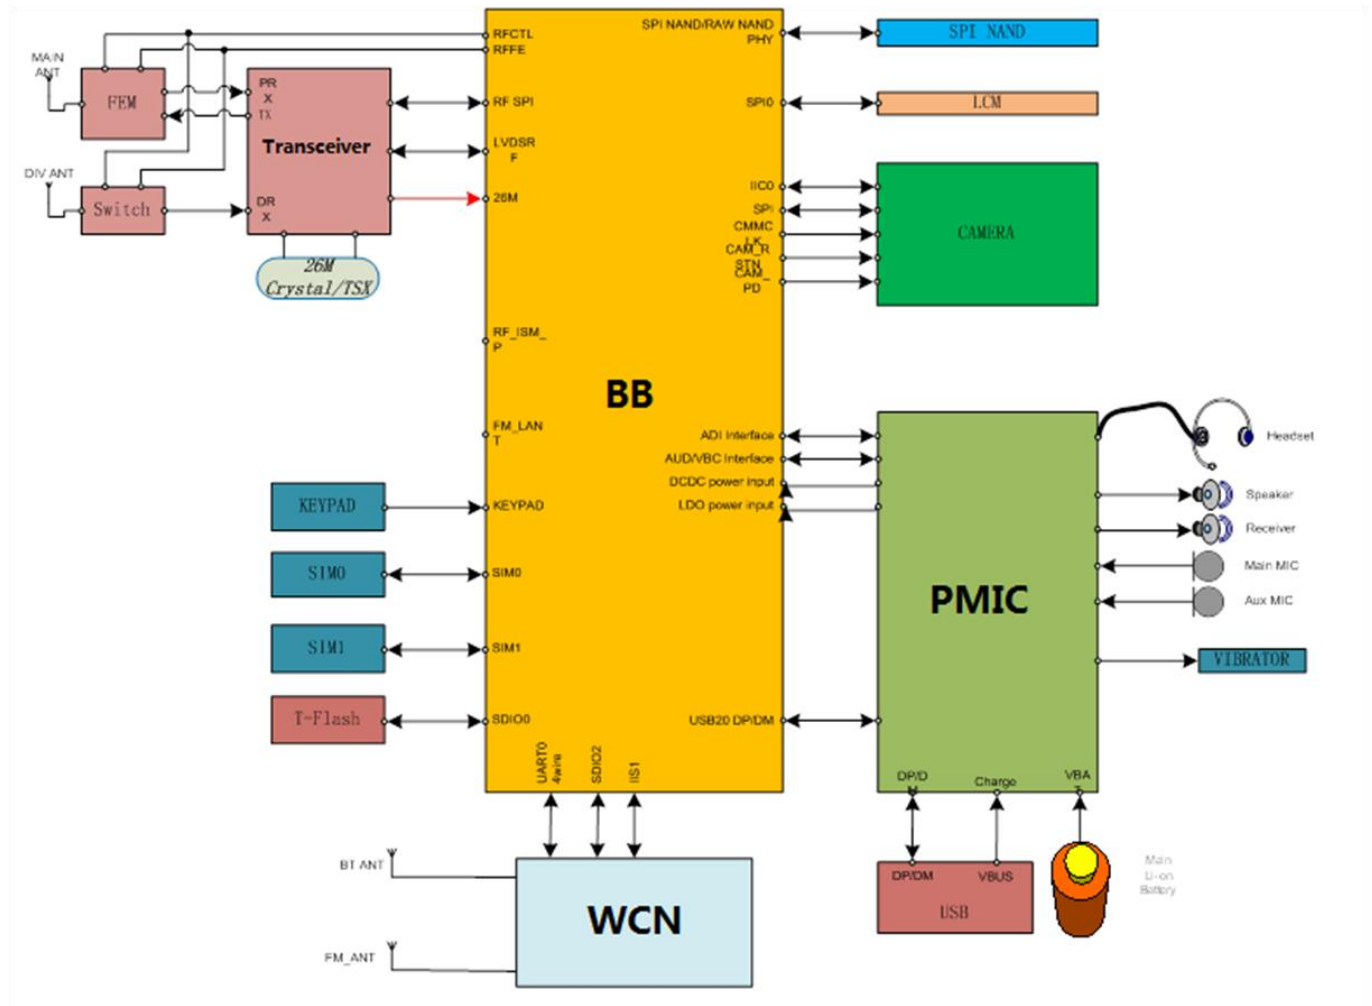 MAIN
ANT
FEM
DIV ANT
Switch
PR
X
TX
Transceiver
DR
X
26M
Crystal/TSX
RFCTL
RFFE
RF SPI
LVDSR
F
26M
RF_ISM_
P
FM_LAN
T
KEYPAD
SIM0
SIM1
SDIO0
KEYPAD
SIM0
SIM1
T-Flash
BB
SPI NAND/RAW NAND
PHY
SPI0
IIC0
SPI
CMMC
LK
CAM_R
STN
CAM_
PD
ADI Interface
AUD/VBC Interface
DCDC power input
LDO power input
USB20 DP/DM
UART0
4wire
SDIO2
IIS1
SPI NAND
LCM
CAMERA
PMIC
DP/D
M
Charge
VBA
T
Headset
Speaker
Receiver
Main MIC
Aux MIC
VIBRATOR
DP/DM
VBUS
USB
Main
Li-on
Battery
BT ANT
FM_ANT
WCN